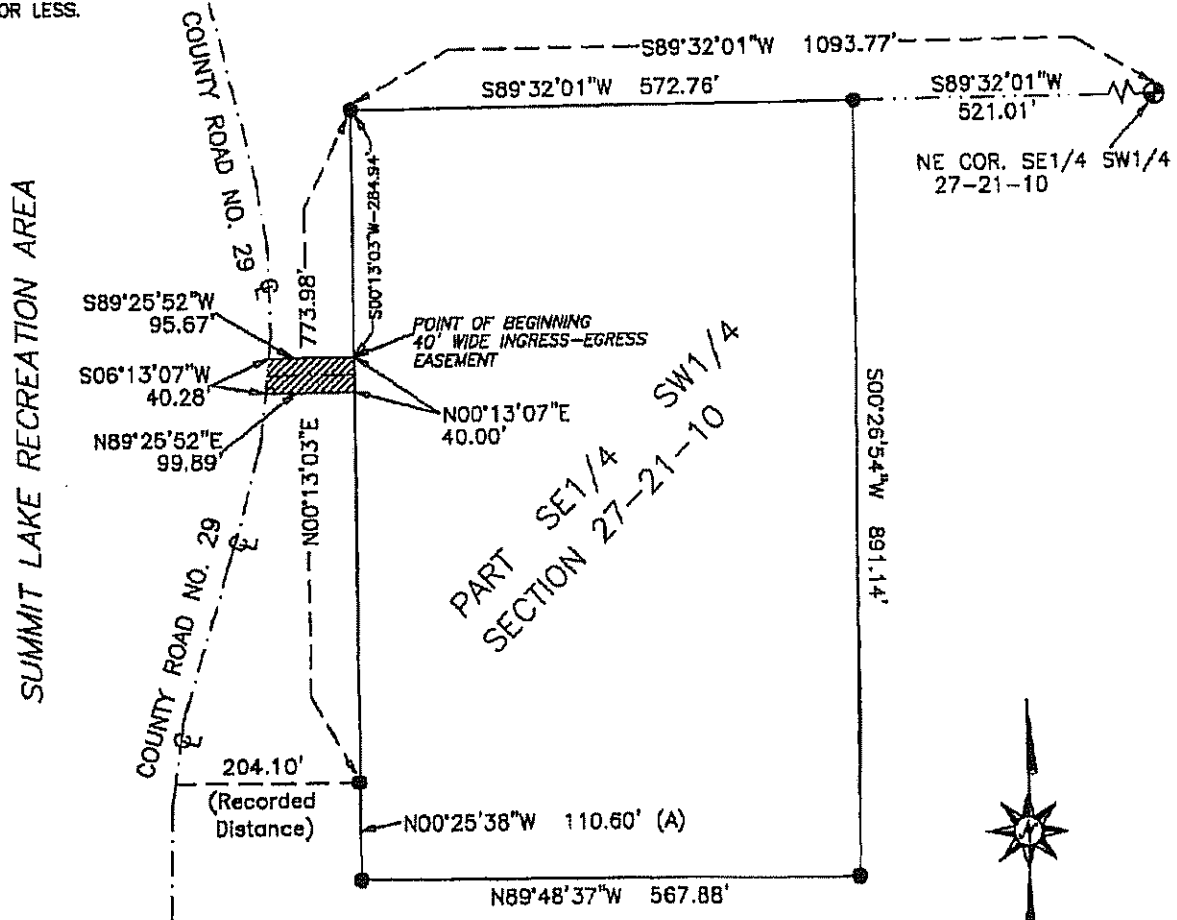 OR LESS.
COUNTY ROAD NO. 29
S89°32'01"W 1093.77'
S89°32'01"W 572.76'
S89°32'01"W
521.01'
NE COR. SE1/4 SW1/4
27-21-10
SUMMIT LAKE RECREATION AREA
773.98'
S00°13'03"W-284.94'
S89°25'52"W
95.67'
POINT OF BEGINNING
40' WIDE INGRESS-EGRESS
EASEMENT
S06°13'07"W
40.28'
N00°13'07"E
40.00'
N89°25'52"E
99.89'
N00°13'03"E
PART SE1/4 SW1/4
SECTION 27-21-10
S00°26'54"W 891.14'
COUNTY ROAD NO. 29
204.10'
(Recorded
Distance)
N00°25'38"W 110.60' (A)
N89°48'37"W 567.88'
N